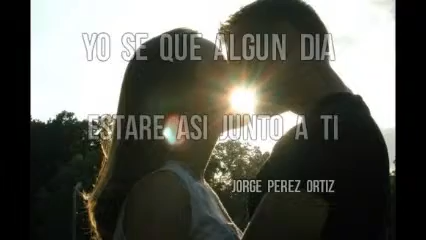 YO SE QUE ALGUN DIA
ESTARE ASI JUNTO A TI
JORGE PEREZ ORTIZ